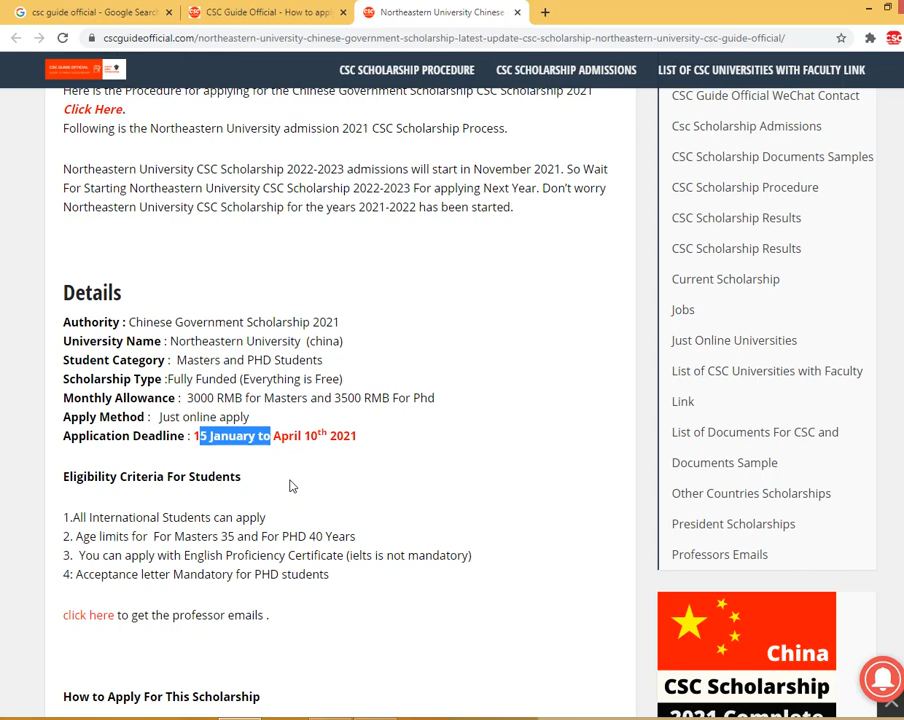 csc guide official - Google Searc
CSC Guide Official - How to app
Northeastern University Chinese
cscguideofficial.com/northeastern-university-chinese-government-scholarship-latest-update-csc-scholarship-northeastern-university-csc-guide-official/
CSC GUIDE OFFICIAL
CSC SCHOLARSHIP PROCEDURE
CSC SCHOLARSHIP ADMISSIONS
LIST OF CSC UNIVERSITIES WITH FACULTY LINK
Here is the Procedure for applying for the Chinese Government Scholarship CSC Scholarship 2021
Click Here.
Following is the Northeastern University admission 2021 CSC Scholarship Process.
Northeastern University CSC Scholarship 2022-2023 admissions will start in November 2021. So Wait
For Starting Northeastern University CSC Scholarship 2022-2023 For applying Next Year. Don't worry
Northeastern University CSC Scholarship for the years 2021-2022 has been started.
Details
Authority : Chinese Government Scholarship 2021
University Name : Northeastern University (china)
Student Category : Masters and PHD Students
Scholarship Type :Fully Funded (Everything is Free)
Monthly Allowance : 3000 RMB for Masters and 3500 RMB For Phd
Apply Method : Just online apply
Application Deadline : 15 January to April 10th 2021
Eligibility Criteria For Students
1.All International Students can apply
2. Age limits for For Masters 35 and For PHD 40 Years
3. You can apply with English Proficiency Certificate (ielts is not mandatory)
4: Acceptance letter Mandatory for PHD students
click here to get the professor emails .
How to Apply For This Scholarship
CSC Guide Official WeChat Contact
Csc Scholarship Admissions
CSC Scholarship Documents Samples
CSC Scholarship Procedure
CSC Scholarship Results
CSC Scholarship Results
Current Scholarship
Jobs
Just Online Universities
List of CSC Universities with Faculty
Link
List of Documents For CSC and
Documents Sample
Other Countries Scholarships
President Scholarships
Professors Emails
China
CSC Scholarship
2021 Complete